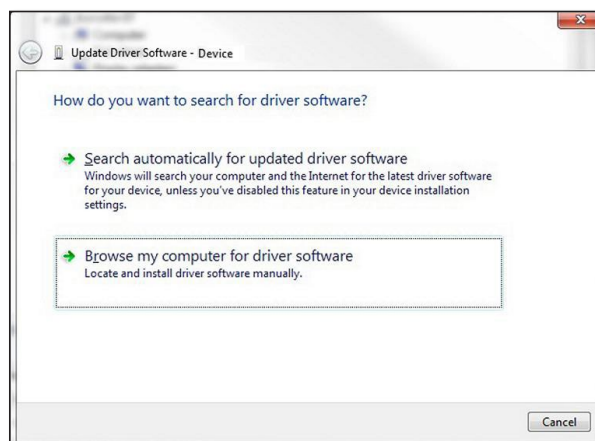 Computer
Update Driver Software - Device
How do you want to search for driver software?
Search automatically for updated driver software
Windows will search your computer and the Internet for the latest driver software
for your device, unless you've disabled this feature in your device installation
settings.
Browse my computer for driver software
Locate and install driver software manually.
Cancel